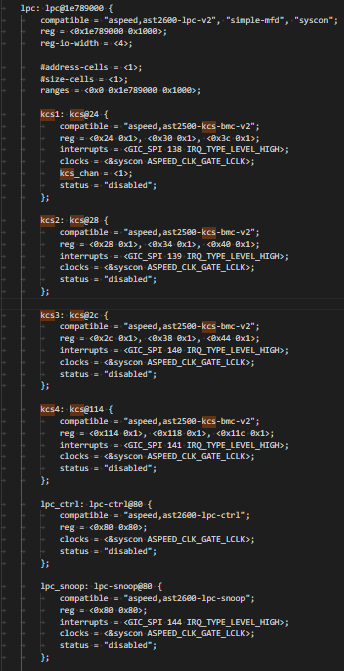 lpc: lpc@1e789000 {
compatible = "aspeed,ast2600-lpc-v2", "simple-mfd", "syscon";
reg = <0x1e789000 0x1000>;
reg-io-width = <4>;
#address-cells = <1>;
#size-cells = <1>;
ranges = <0x0 0x1e789000 0x1000>;
kcs1: kcs@24 {
compatible = "aspeed,ast2500-kcs-bmc-v2";
reg = <0x24 0x1>, <0x30 0x1>, <0x3c 0x1>;
interrupts = <GIC_SPI 138 IRQ_TYPE_LEVEL_HIGH>;
clocks = <&syscon ASPEED_CLK_GATE_LCLK>;
kcs_chan = <1>;
status = "disabled";
};
kcs2: kcs@28 {
compatible = "aspeed,ast2500-kcs-bmc-v2";
reg = <0x28 0x1>, <0x34 0x1>, <0x40 0x1>;
interrupts = <GIC_SPI 139 IRQ_TYPE_LEVEL_HIGH>;
clocks = <&syscon ASPEED_CLK_GATE_LCLK>;
status = "disabled";
};
kcs3: kcs@2c {
compatible = "aspeed,ast2500-kcs-bmc-v2";
reg = <0x2c 0x1>, <0x38 0x1>, <0x44 0x1>;
interrupts = <GIC_SPI 140 IRQ_TYPE_LEVEL_HIGH>;
clocks = <&syscon ASPEED_CLK_GATE_LCLK>;
status = "disabled";
};
kcs4: kcs@114 {
compatible = "aspeed,ast2500-kcs-bmc-v2";
reg = <0x114 0x1>, <0x118 0x1>, <0x11c 0x1>;
interrupts = <GIC_SPI 141 IRQ_TYPE_LEVEL_HIGH>;
clocks = <&syscon ASPEED_CLK_GATE_LCLK>;
status = "disabled";
};
lpc_ctrl: lpc-ctrl@80 {
compatible = "aspeed,ast2600-lpc-ctrl";
reg = <0x80 0x80>;
clocks = <&syscon ASPEED_CLK_GATE_LCLK>;
status = "disabled";
};
lpc_snoop: lpc-snoop@80 {
compatible = "aspeed,ast2600-lpc-snoop";
reg = <0x80 0x80>;
interrupts = <GIC_SPI 144 IRQ_TYPE_LEVEL_HIGH>;
clocks = <&syscon ASPEED_CLK_GATE_LCLK>;
status = "disabled";
};